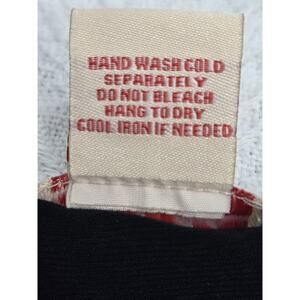 HAND WASH COLD
SEPARATELY
DO NOT BLEACH
HANG TO DRY
COOL IRON IF NEEDED